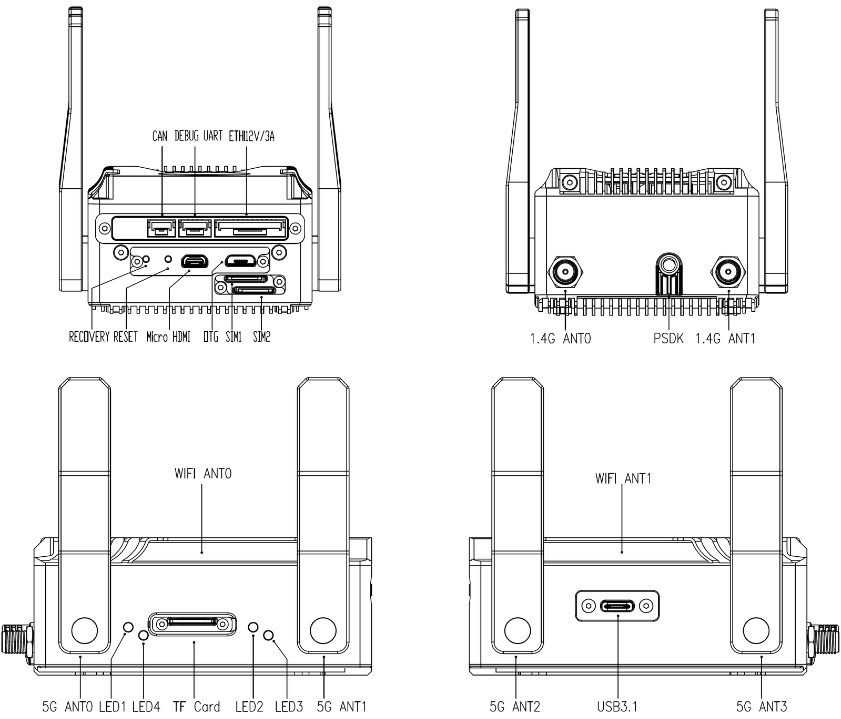 CAN DEBUG UART ETH12V/3A
RECOVERY RESET Micro HDMI OTG SIM1 SIM2
1.4G ANT0 PSDK 1.4G ANT1
WIFI ANT0
5G ANT0 LED1 LED4 TF Card LED2 LED3 5G ANT1
WIFI ANT1
5G ANT2 USB3.1 5G ANT3